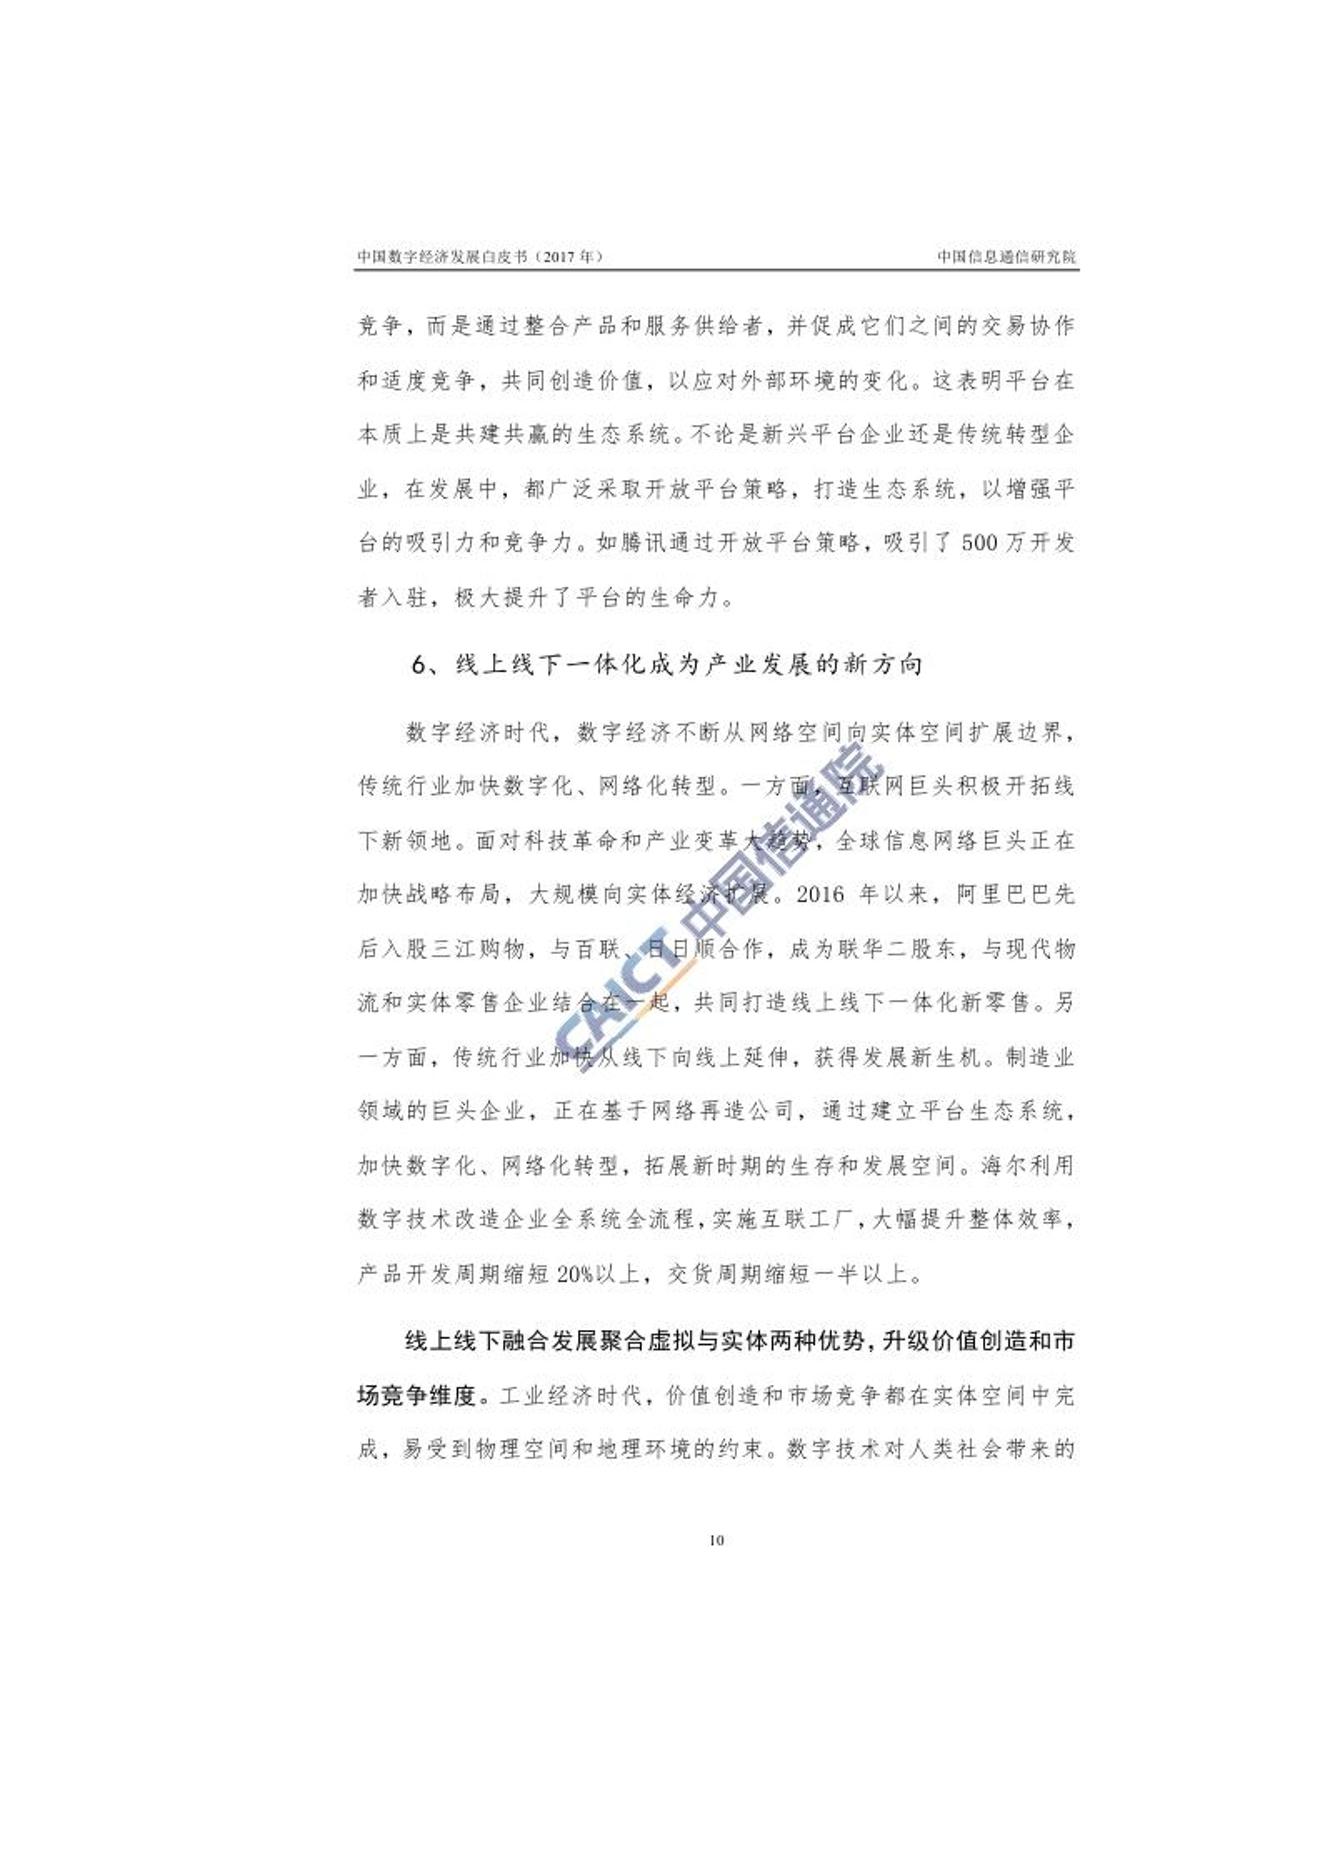 中国数字经济发展白皮书（2017 年） 中国信息通信研究院
竞争，而是通过整合产品和服务供给者，并促成它们之间的交易协作
和适度竞争，共同创造价值，以应对外部环境的变化。这表明平台在
本质上是共建共赢的生态系统。不论是新兴平台企业还是传统转型企
业，在发展中，都广泛采取开放平台策略，打造生态系统，以增强平
台的吸引力和竞争力。如腾讯通过开放平台策略，吸引了 500 万开发
者入驻，极大提升了平台的生命力。
6、线上线下一体化成为产业发展的新方向
数字经济时代，数字经济不断从网络空间向实体空间扩展边界，
传统行业加快数字化、网络化转型。一方面，互联网巨头积极开拓线
下新领地。面对科技革命和产业变革大趋势，全球信息网络巨头正在
加快战略布局，大规模向实体经济扩展。2016 年以来，阿里巴巴先
后入股三江购物，与百联、日日顺合作，成为联华二股东，与现代物
流和实体零售企业结合在一起，共同打造线上线下一体化新零售。另
一方面，传统行业加快从线下向线上延伸，获得发展新生机。制造业
领域的巨头企业，正在基于网络再造公司，通过建立平台生态系统，
加快数字化、网络化转型，拓展新时期的生存和发展空间。海尔利用
数字技术改造企业全系统全流程，实施互联工厂，大幅提升整体效率，
产品开发周期缩短 20%以上，交货周期缩短一半以上。
线上线下融合发展聚合虚拟与实体两种优势，升级价值创造和市
场竞争维度。工业经济时代，价值创造和市场竞争都在实体空间中完
成，易受到物理空间和地理环境的约束。数字技术对人类社会带来的
CAICT 中国信通院
10